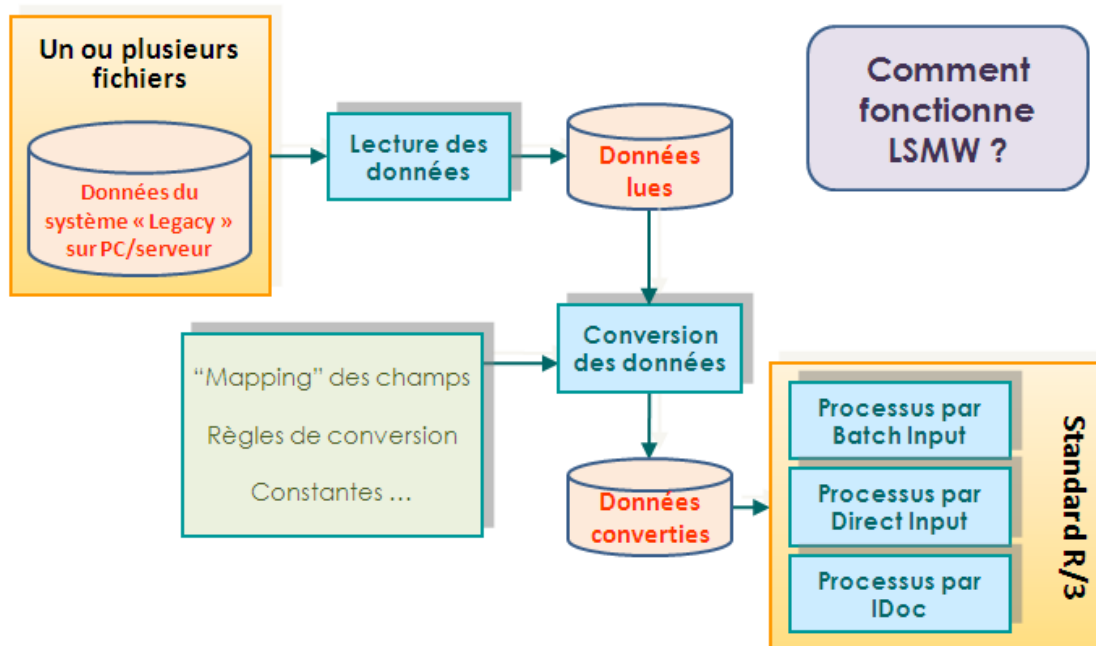 Un ou plusieurs
fichiers
Données du
système « Legacy »
sur PC/serveur
Lecture des
données
Données
lues
Comment
fonctionne
LSMW ?
“Mapping” des champs
Règles de conversion
Constantes ...
Conversion
des données
Données
converties
Processus par
Batch Input
Processus par
Direct Input
Processus par
IDoc
Standard R/3